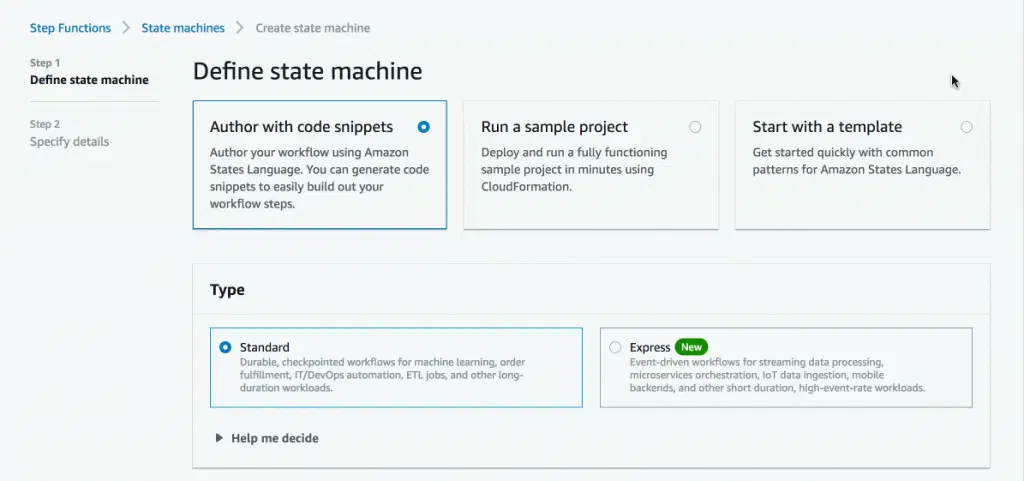 Step Functions > State machines > Create state machine
Step 1
Define state machine
Step 2
Specify details
Define state machine
Author with code snippets
Author your workflow using Amazon
States Language. You can generate code
snippets to easily build out your
workflow steps.
Run a sample project
Deploy and run a fully functioning
sample project in minutes using
CloudFormation.
Start with a template
Get started quickly with common
patterns for Amazon States Language.
Type
Standard
Durable, checkpointed workflows for machine learning, order
fulfillment, IT/DevOps automation, ETL jobs, and other long-
duration workloads.
Express New
Event-driven workflows for streaming data processing,
microservices orchestration, IoT data ingestion, mobile
backends, and other short duration, high-event-rate workloads.
Help me decide